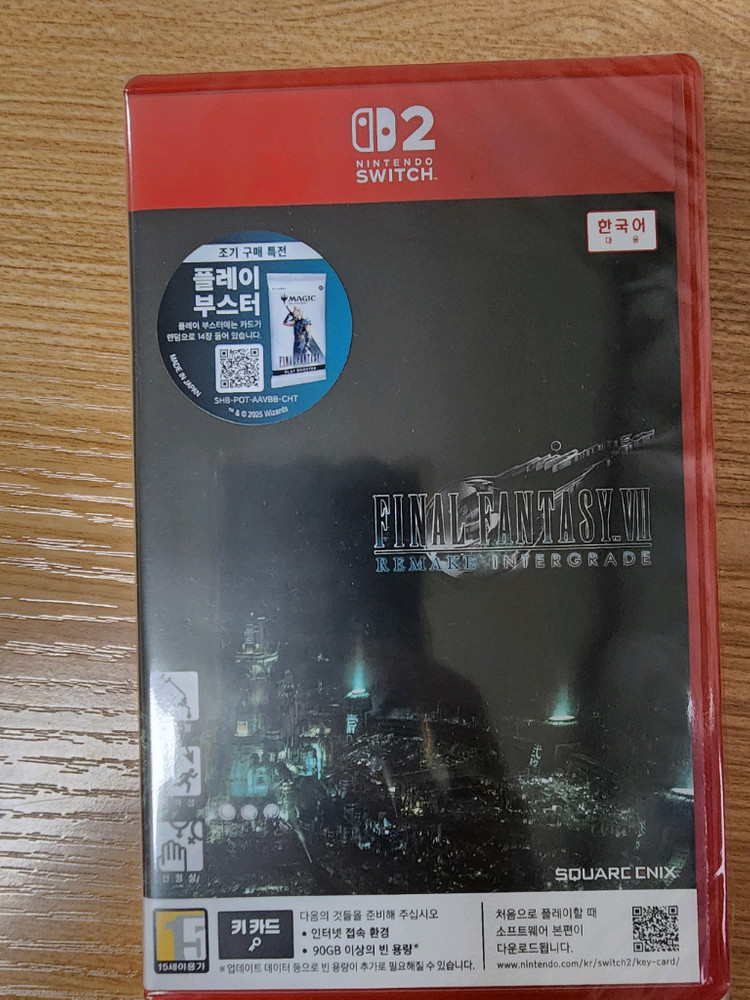 2
NINTENDO
SWITCH™
한국어
대응
조기 구매 특전
플레이
부스터
플레이 부스터에는 카드가
랜덤으로 14장 들어 있습니다.
MAGIC
FINAL FANTASY
PLAY BOOSTER
MADE IN JAPAN
SHB-POT-AAVBB-CHT
™ & © 2025 Wizards
FINAL FANTASY VII
REMAKE INTERGRADE
SQUARE ENIX
15
15세이용가
키 카드
다음의 것들을 준비해 주십시오
• 인터넷 접속 환경
• 90GB 이상의 빈 용량*
*업데이트 데이터 등으로 빈 용량이 추가로 필요해질 수 있습니다.
처음으로 플레이할 때
소프트웨어 본편이
다운로드됩니다.
www.nintendo.com/kr/switch2/key-card/